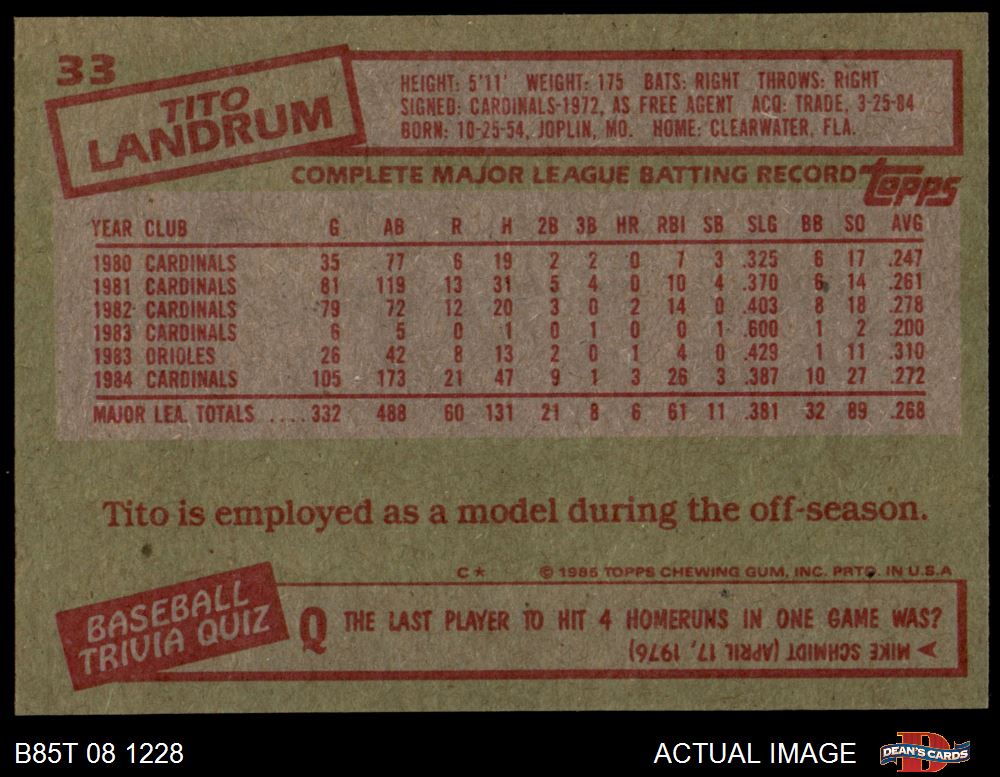 33
TITO
LANDRUM
HEIGHT: 5'11' WEIGHT: 175 BATS: RIGHT THROWS: RIGHT
SIGNED: CARDINALS-1972, AS FREE AGENT ACQ: TRADE, 3-25-84
BORN: 10-25-54, JOPLIN, MO. HOME: CLEARWATER, FLA.
COMPLETE MAJOR LEAGUE BATTING RECORD topps
YEAR CLUB G AB R H 2B 3B HR RBI SB SLG BB SO AVG
1980 CARDINALS 35 77 6 19 2 2 0 7 3 .325 6 17 .247
1981 CARDINALS 81 119 13 31 5 4 0 10 4 .370 6 14 .261
1982 CARDINALS 79 72 12 20 3 0 2 14 0 .403 8 18 .278
1983 CARDINALS 6 5 0 1 0 1 0 0 1 .600 1 2 .200
1983 ORIOLES 26 42 8 13 2 0 1 4 0 .429 1 11 .310
1984 CARDINALS 105 173 21 47 9 1 3 26 3 .387 10 27 .272
MAJOR LEA. TOTALS ....332 488 60 131 21 8 6 61 11 .381 32 89 .268
Tito is employed as a model during the off-season.
C* © 1985 TOPPS CHEWING GUM, INC. PRTD. IN U.S.A
BASEBALL
TRIVIA QUIZ
Q THE LAST PLAYER TO HIT 4 HOMERUNS IN ONE GAME WAS?
MIKE SCHMIDT (APRIL 17, 1976)
B85T 08 1228 ACTUAL IMAGE D DEAN'S CARDS